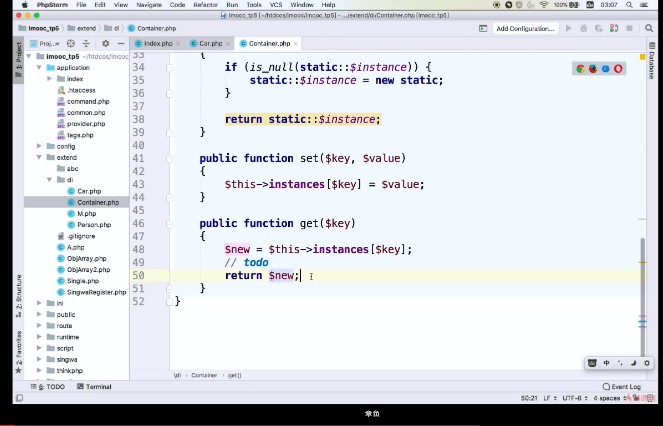 PhpStorm File Edit View Navigate Code Refactor Run Tools VCS Window Help 100% 03:07
imooc_tp5 [~/htdocs/imooc_tp5] - .../extend/di/Container.php [imooc_tp5]
imooc_tp5 extend di Container.php Add Configuration...
Proj... Index.php Car.php Container.php
1: Project
Database
2: Structure
2: Favorites
imooc_tp5 ~/htdocs/imooc
application
index
.htaccess
command.php
common.php
provider.php
tags.php
config
extend
abc
di
Car.php
Container.php
M.php
Person.php
.gitignore
A.php
ObjArray.php
ObjArray2.php
Single.php
SingwaRegister.php
ini
public
route
runtime
script
singwa
thinkphp
33 {
34 if (is_null(static::$instance)) {
35 static::$instance = new static;
36 }
37
38 return static::$instance;
39 }
40
41 public function set($key, $value)
42 {
43 $this->instances[$key] = $value;
44 }
45
46 public function get($key)
47 {
48 $new = $this->instances[$key];
49 // todo
50 return $new;
51 }
52 }
中
\di Container get()
6: TODO Terminal Event Log
50:21 LF UTF-8 4 spaces
章鱼